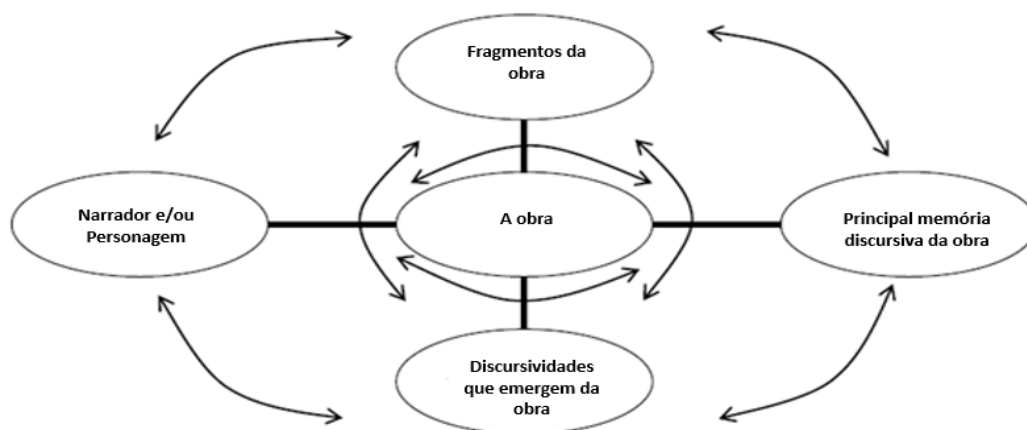 Fragmentos da
obra
Narrador e/ou
Personagem
A obra
Principal memória
discursiva da obra
Discursividades
que emergem da
obra